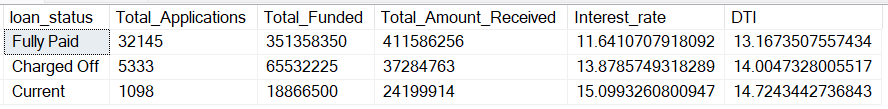 loan_status Total_Applications Total_Funded Total_Amount_Received Interest_rate DTI
Fully Paid 32145 351358350 411586256 11.6410707918092 13.1673507557434
Charged Off 5333 65532225 37284763 13.8785749318289 14.0047328005517
Current 1098 18866500 24199914 15.0993260800947 14.7243442736843